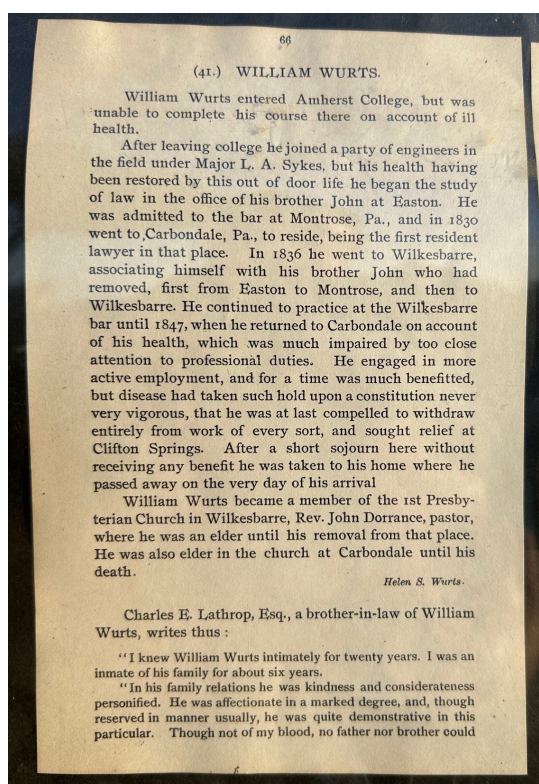 66
(41.) WILLIAM WURTS.
William Wurts entered Amherst College, but was
unable to complete his course there on account of ill
health.
After leaving college he joined a party of engineers in
the field under Major L. A. Sykes, but his health having
been restored by this out of door life he began the study
of law in the office of his brother John at Easton. He
was admitted to the bar at Montrose, Pa., and in 1830
went to Carbondale, Pa., to reside, being the first resident
lawyer in that place. In 1836 he went to Wilkesbarre,
associating himself with his brother John who had
removed, first from Easton to Montrose, and then to
Wilkesbarre. He continued to practice at the Wilkesbarre
bar until 1847, when he returned to Carbondale on account
of his health, which was much impaired by too close
attention to professional duties. He engaged in more
active employment, and for a time was much benefitted,
but disease had taken such hold upon a constitution never
very vigorous, that he was at last compelled to withdraw
entirely from work of every sort, and sought relief at
Clifton Springs. After a short sojourn here without
receiving any benefit he was taken to his home where he
passed away on the very day of his arrival
William Wurts became a member of the 1st Presby-
terian Church in Wilkesbarre, Rev. John Dorrance, pastor,
where he was an elder until his removal from that place.
He was also elder in the church at Carbondale until his
death.
Helen S. Wurts.
Charles E. Lathrop, Esq., a brother-in-law of William
Wurts, writes thus :
"I knew William Wurts intimately for twenty years. I was an
inmate of his family for about six years.
"In his family relations he was kindness and considerateness
personified. He was affectionate in a marked degree, and, though
reserved in manner usually, he was quite demonstrative in this
particular. Though not of my blood, no father nor brother could